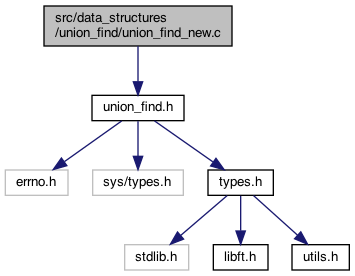 src/data_structures
/union_find/union_find_new.c
union_find.h
errno.h
sys/types.h
types.h
stdlib.h
libft.h
utils.h